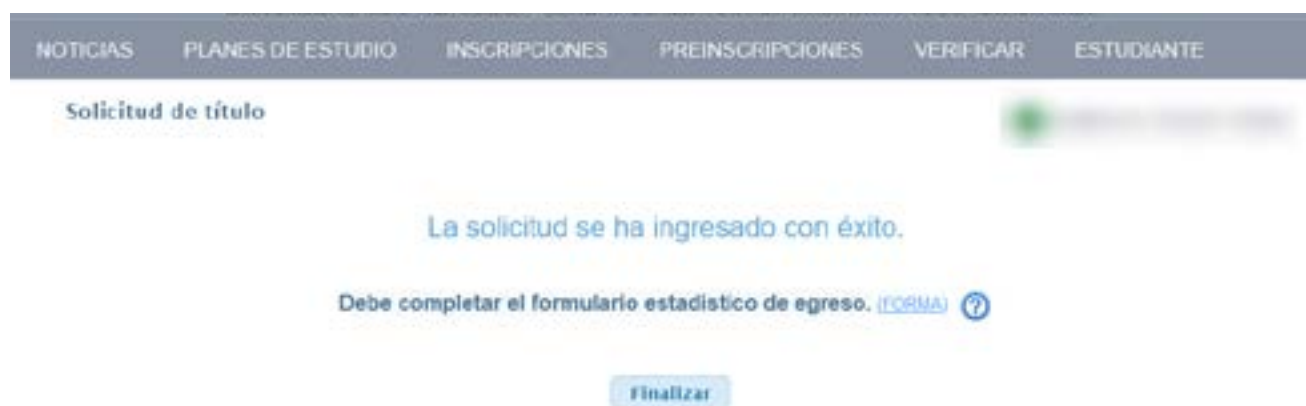 NOTICIAS PLANES DE ESTUDIO INSCRIPCIONES PREINSCRIPCIONES VERIFICAR ESTUDIANTE
Solicitud de título
La solicitud se ha ingresado con éxito.
Debe completar el formulario estadistico de egreso. (FORMA) ?
Finalizar